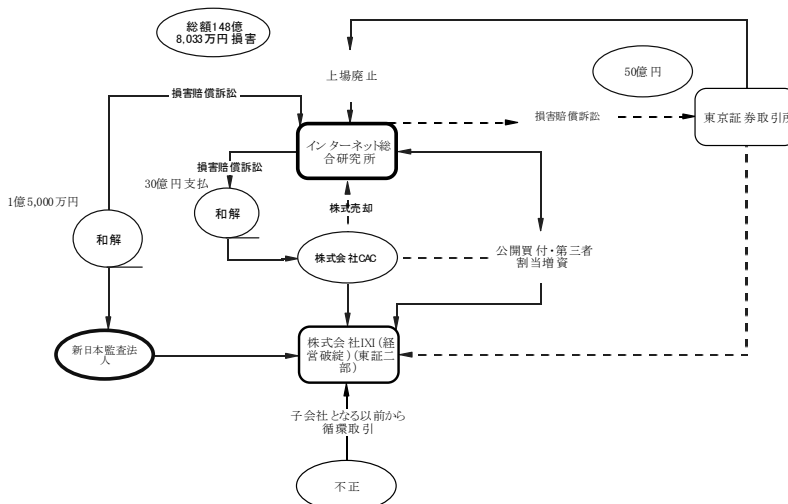 総額148億
8,033万円損害
50億円
上場廃止
損害賠償訴訟
東京証券取引所
損害賠償訴訟
インターネット総
合研究所
損害賠償訴訟
30億円支払
1億5,000万円
和解
和解
株式売却
株式会社CAC
公開買付・第三者
割当増資
新日本監査法
人
株式会社IXI(経
営破綻)(東証二
部)
子会社となる以前から
循環取引
不正